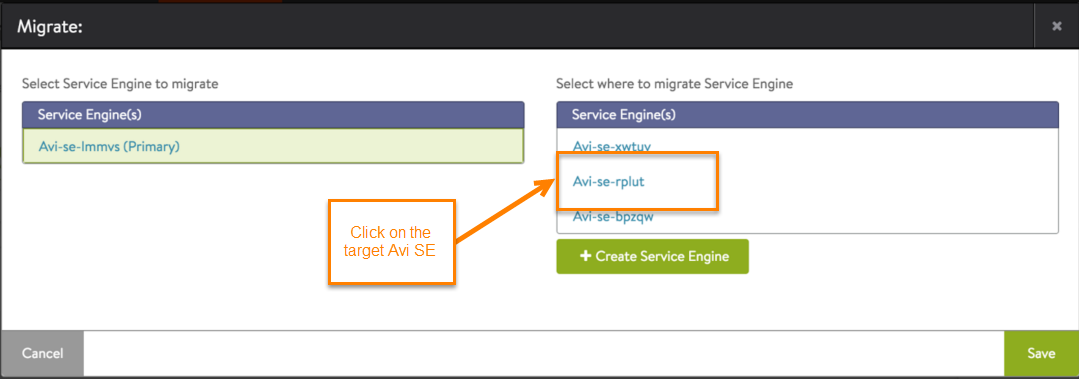 Migrate:
×
Select Service Engine to migrate
Service Engine(s)
Avi-se-lmmvs (Primary)
Select where to migrate Service Engine
Service Engine(s)
Avi-se-xwtuv
Avi-se-rplut
Avi-se-bpzqw
Click on the
target Avi SE
+ Create Service Engine
Cancel
Save